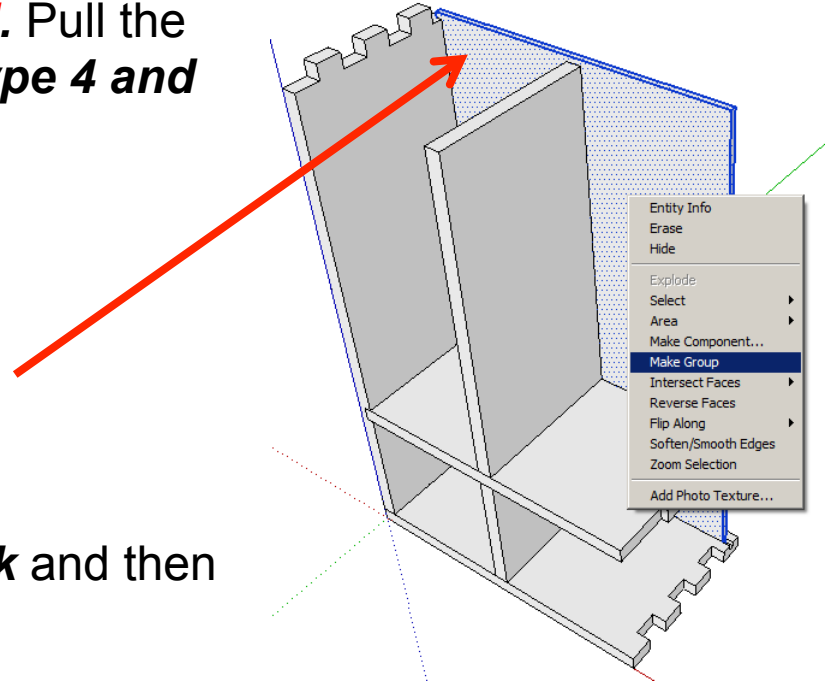 . Pull the
pe 4 and
k and then
Entity Info
Erase
Hide
Explode
Select
Area
Make Component...
Make Group
Intersect Faces
Reverse Faces
Flip Along
Soften/Smooth Edges
Zoom Selection
Add Photo Texture...